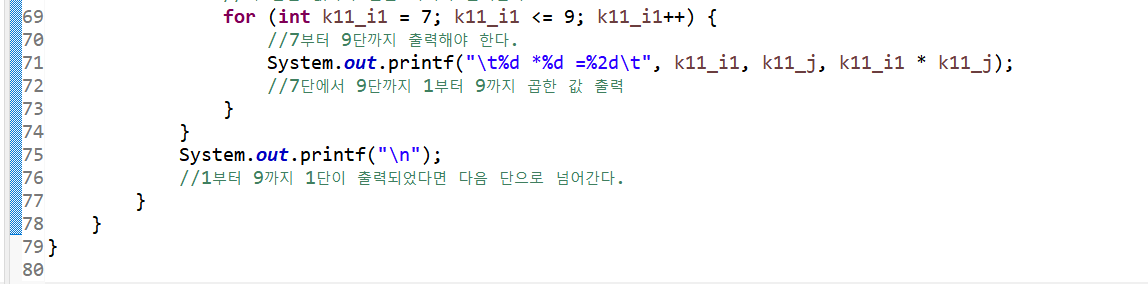 69 for (int k11_i1 = 7; k11_i1 <= 9; k11_i1++) {
70 //7부터 9단까지 출력해야 한다.
71 System.out.printf("\t%d *%d =%2d\t", k11_i1, k11_j, k11_i1 * k11_j);
72 //7단에서 9단까지 1부터 9까지 곱한 값 출력
73 }
74 }
75 System.out.printf("\n");
76 //1부터 9까지 1단이 출력되었다면 다음 단으로 넘어간다.
77 }
78 }
79 }
80